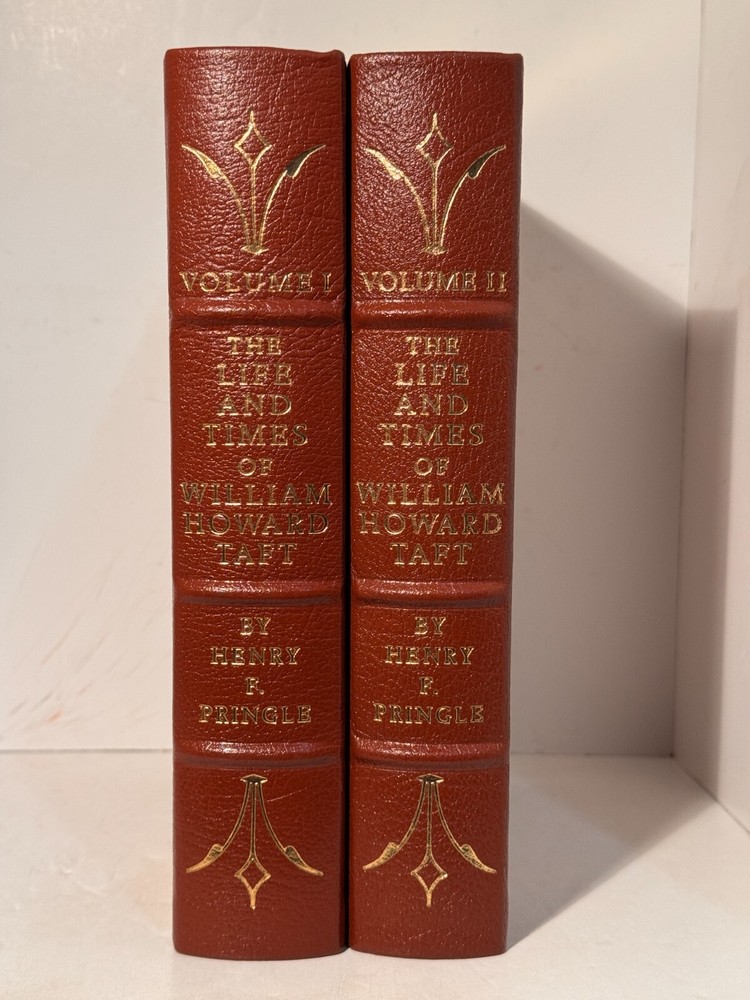 VOLUME I
THE
LIFE
AND
TIMES
OF
WILLIAM
HOWARD
TAFT
BY
HENRY
F.
PRINGLE
VOLUME II
THE
LIFE
AND
TIMES
OF
WILLIAM
HOWARD
TAFT
BY
HENRY
F.
PRINGLE